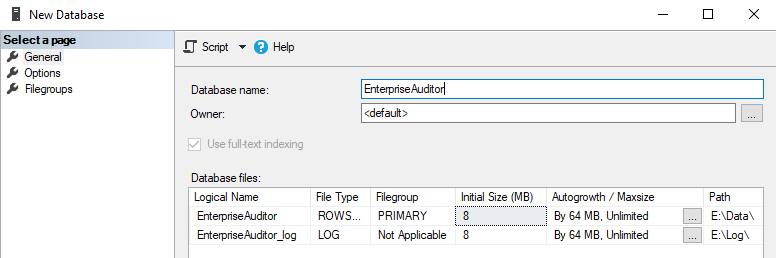 New Database
Select a page
General
Options
Filegroups
Script
Help
Database name:
EnterpriseAuditor
Owner:
<default>
...
Use full-text indexing
Database files:
Logical Name File Type Filegroup Initial Size (MB) Autogrowth / Maxsize Path
EnterpriseAuditor ROWS... PRIMARY 8 By 64 MB, Unlimited ... E:\Data\
EnterpriseAuditor_log LOG Not Applicable 8 By 64 MB, Unlimited ... E:\Log\